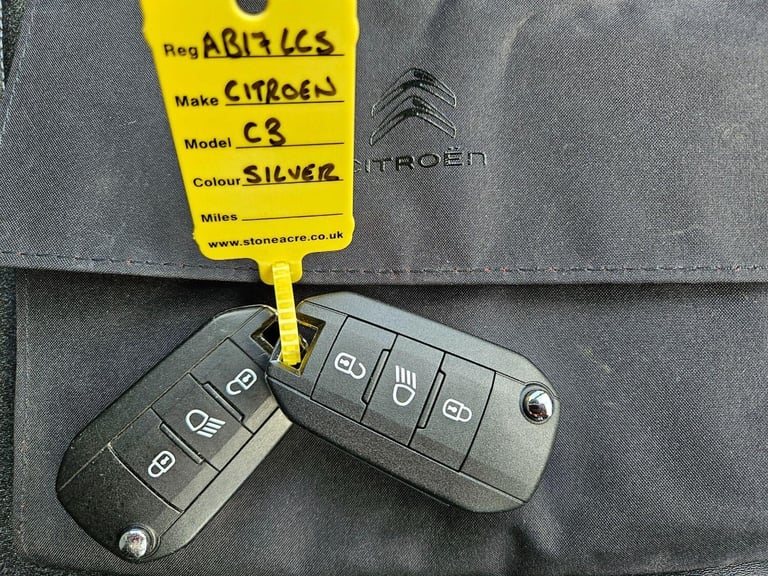 Reg AB17 LCS
Make CITROEN
Model C3
Colour SILVER
Miles
www.stoneacre.co.uk
CITROËN